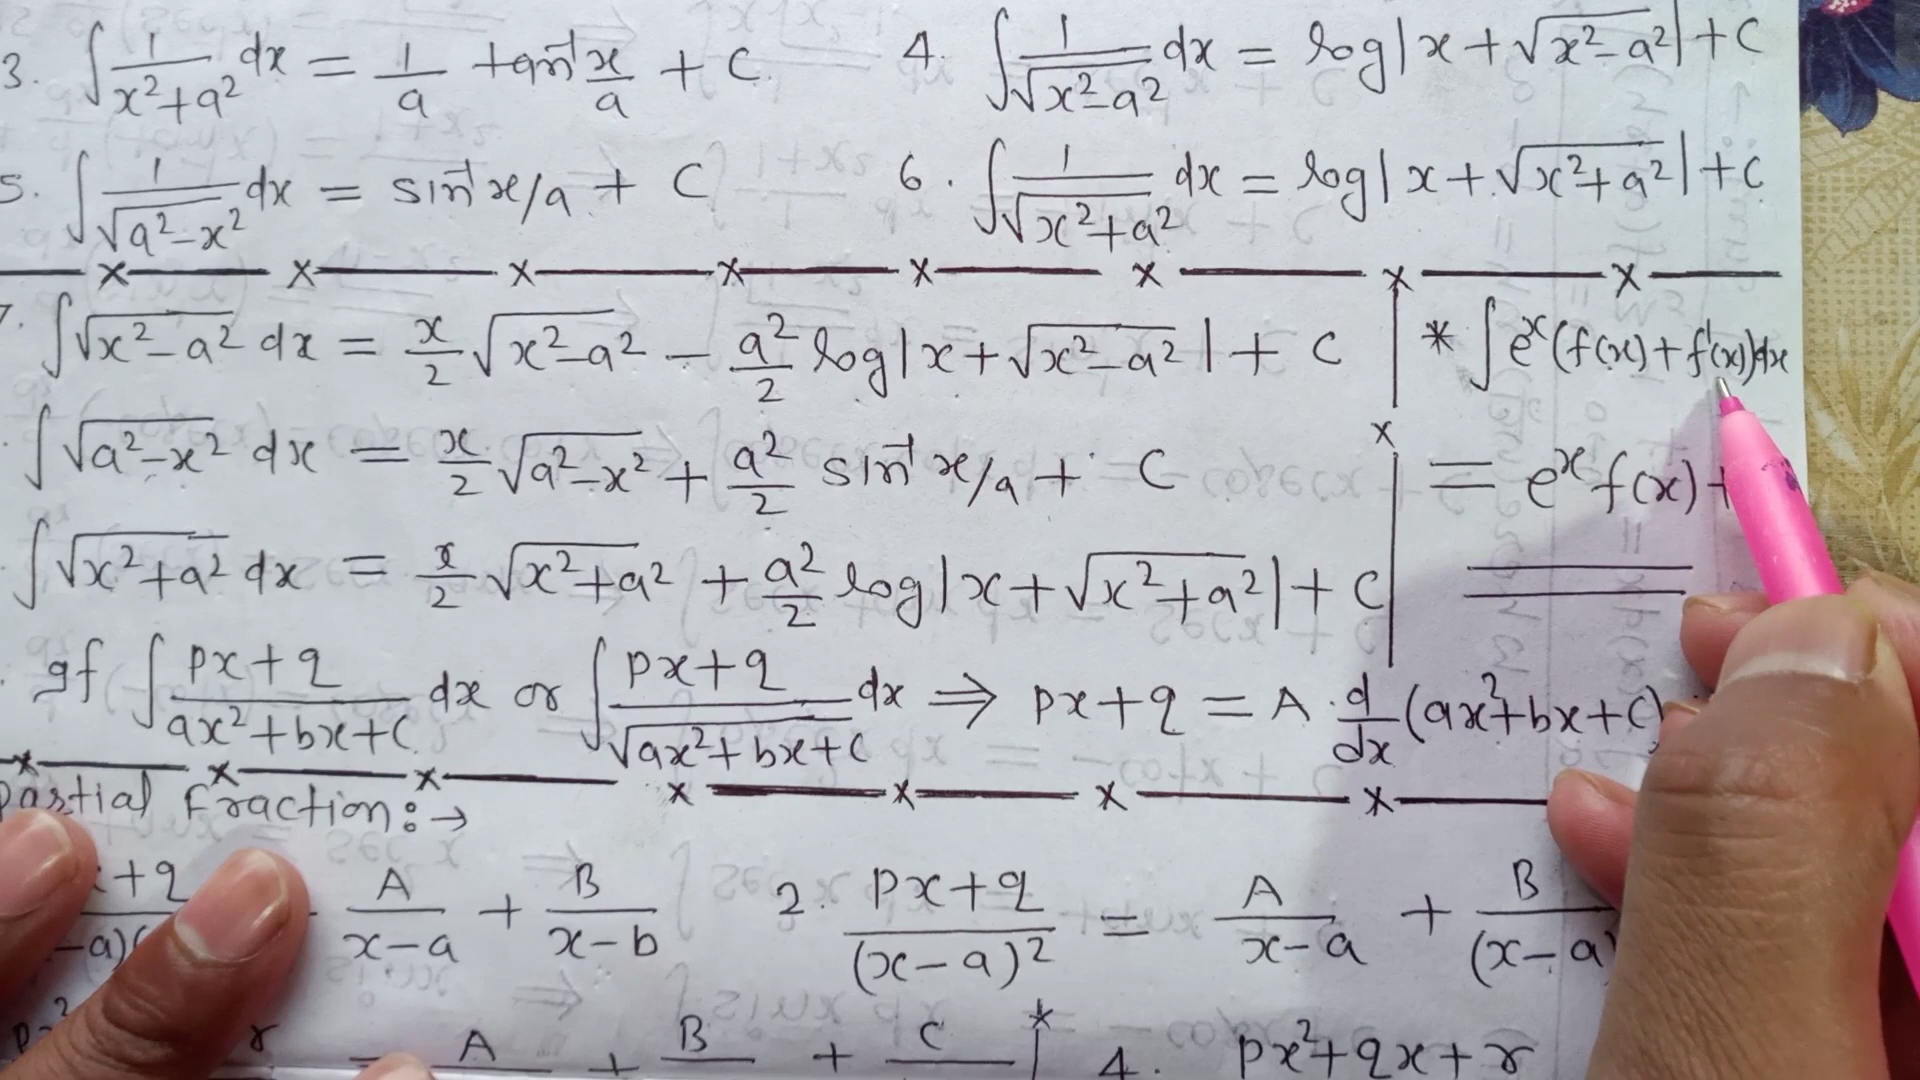 3. ∫ 1/(x²+a²) dx = 1/a tan⁻¹ x/a + C
4. ∫ 1/√(x²-a²) dx = log|x+√(x²-a²)|+C
5. ∫ 1/√(a²-x²) dx = sin⁻¹ x/a + C
6. ∫ 1/√(x²+a²) dx = log|x+√(x²+a²)|+C
7. ∫√(x²-a²) dx = x/2 √(x²-a²) - a²/2 log|x+√(x²-a²)|+C
* ∫eˣ(f(x)+f'(x))dx
= eˣ f(x)+
∫√(a²-x²) dx = x/2 √(a²-x²) + a²/2 sin⁻¹ x/a + C
∫√(x²+a²) dx = x/2 √(x²+a²) + a²/2 log|x+√(x²+a²)|+C
gf ∫ (px+q)/(ax²+bx+c) dx or ∫ (px+q)/√(ax²+bx+c) dx ⇒ px+q = A. d/dx (ax²+bx+c)
Partial Fraction:→
A/(x-a) + B/(x-b)
2. (px+q)/(x-a)² = A/(x-a) + B/(x-a)
= A + B + C
4. px²+qx+r